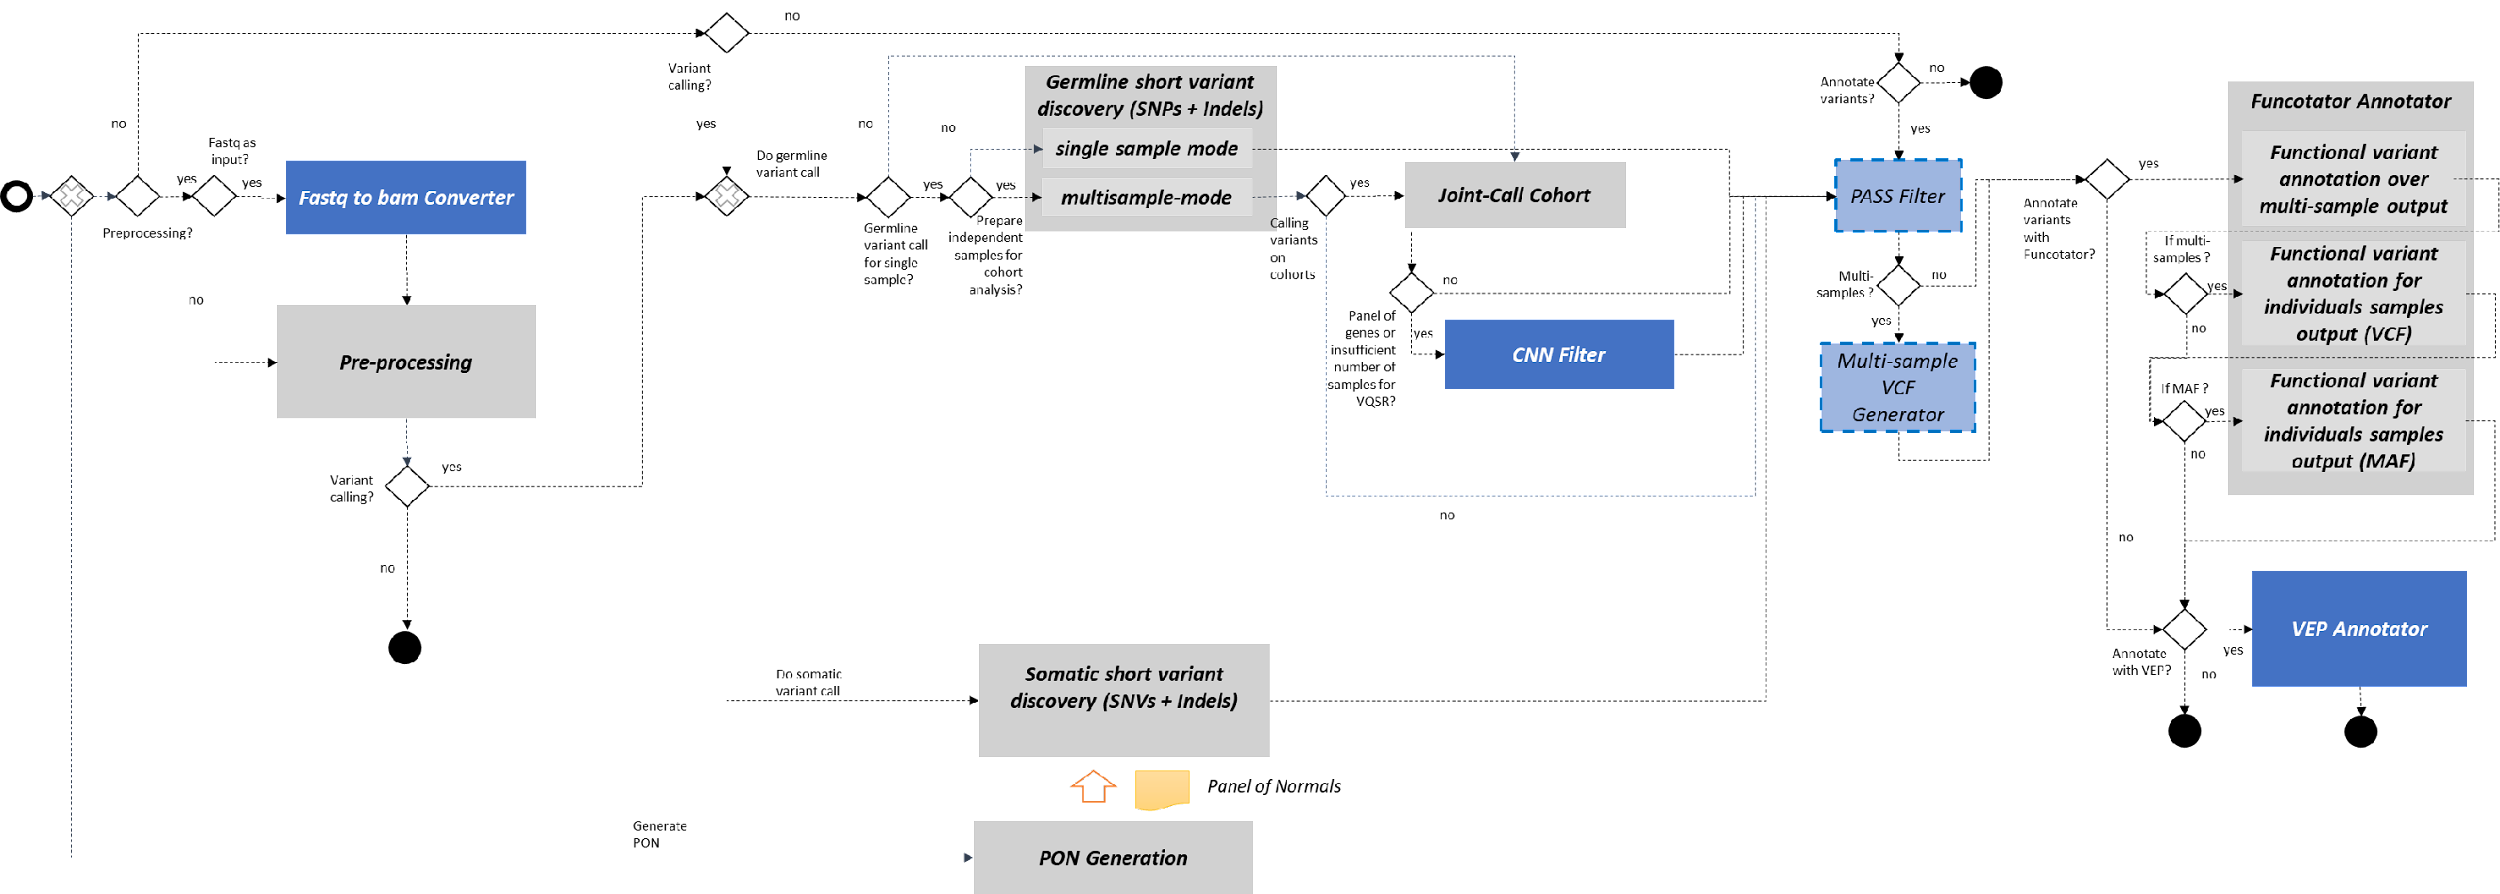 no
Variant
calling?
yes
no
Fastq as
input?
yes
yes
Preprocessing?
Fastq to bam Converter
no
Pre-processing
Variant
calling?
yes
no
Do germline
variant call
no
Germline
variant call
for single
sample?
yes
no
yes
Prepare
independent
samples for
cohort
analysis?
Germline short variant
discovery (SNPs + Indels)
single sample mode
multisample-mode
Calling
variants
on
cohorts
yes
no
Joint-Call Cohort
no
Panel of
genes or
insufficient
number of
samples for
VQSR?
yes
CNN Filter
Do somatic
variant call
Somatic short variant
discovery (SNVs + Indels)
Panel of Normals
Generate
PON
PON Generation
Annotate
variants?
no
yes
PASS Filter
Multi-
samples ?
no
yes
Multi-sample
VCF
Generator
Annotate
variants
with
Funcotator?
yes
no
Funcotator Annotator
Functional variant
annotation over
multi-sample output
If multi-
samples ?
yes
no
Functional variant
annotation for
individuals samples
output (VCF)
If MAF ?
yes
no
Functional variant
annotation for
individuals samples
output (MAF)
Annotate
with VEP?
yes
no
VEP Annotator